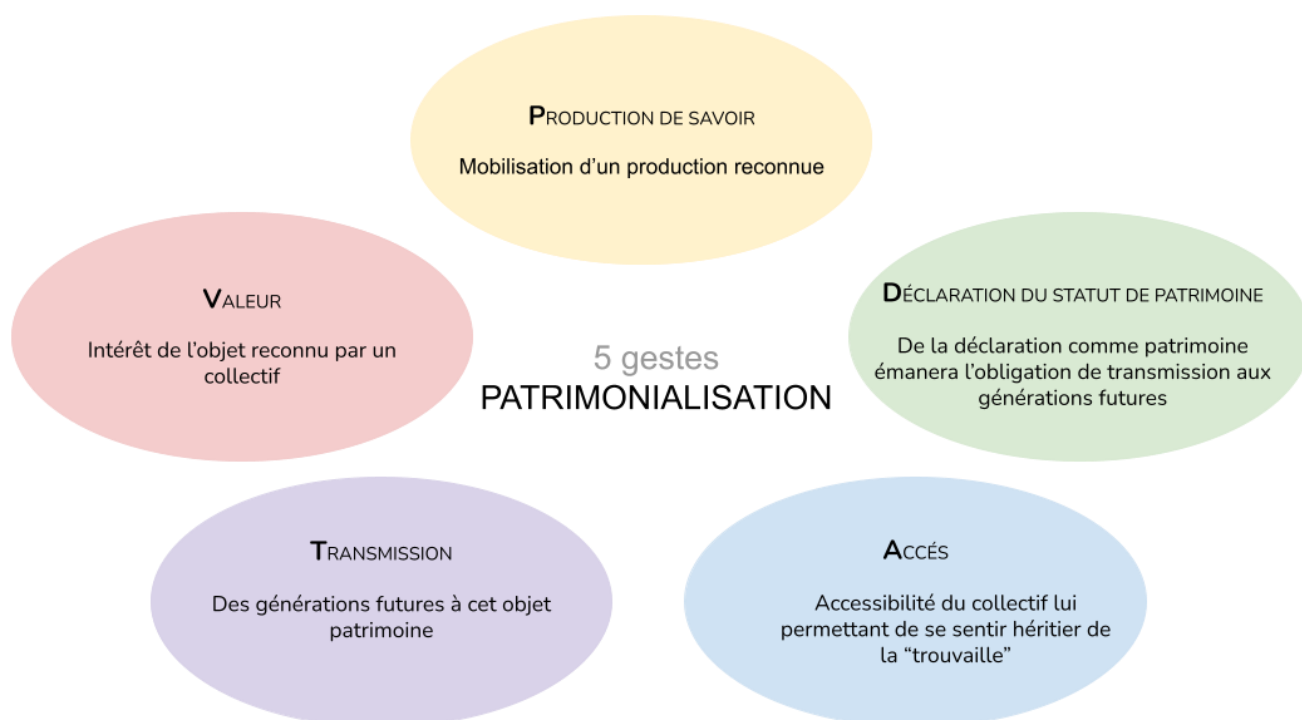 PRODUCTION DE SAVOIR
Mobilisation d'un production reconnue
VALEUR
Intérêt de l'objet reconnu par un
collectif
5 gestes
PATRIMONIALISATION
DÉCLARATION DU STATUT DE PATRIMOINE
De la déclaration comme patrimoine
émanera l'obligation de transmission aux
générations futures
TRANSMISSION
Des générations futures à cet objet
patrimoine
ACCÉS
Accessibilité du collectif lui
permettant de se sentir héritier de
la “trouvaille”